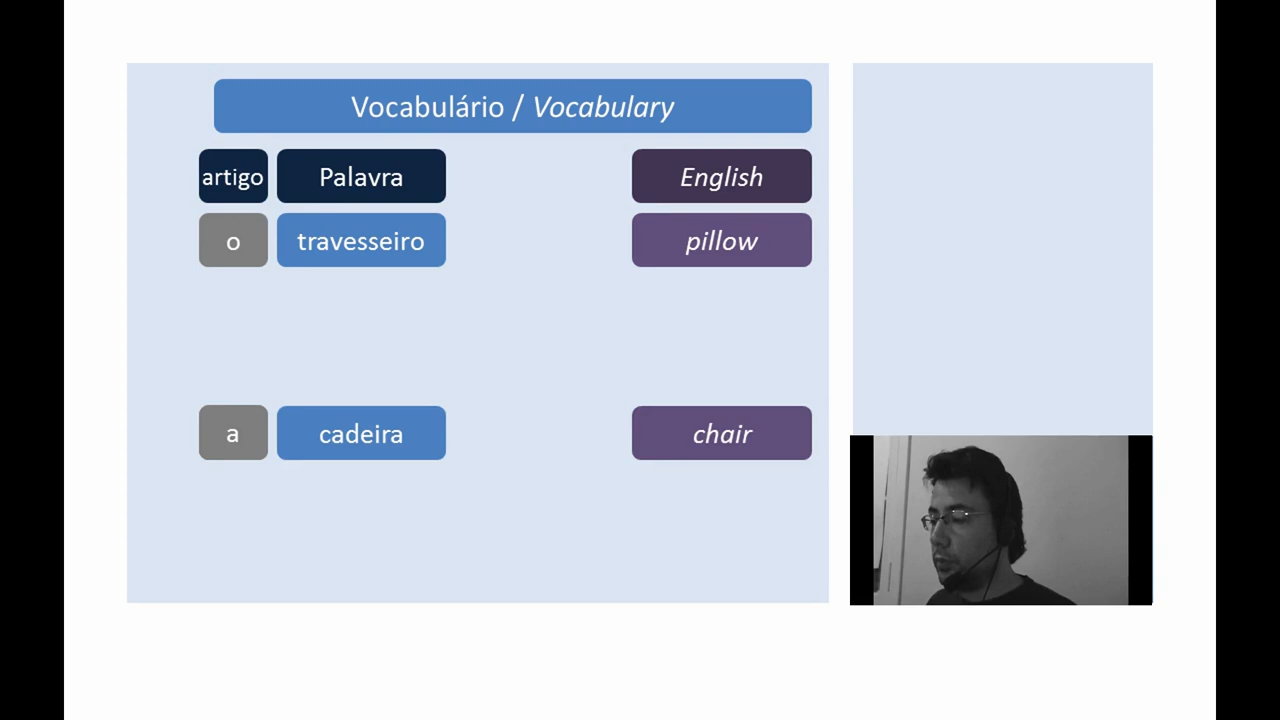 Vocabulário / Vocabulary
artigo Palavra English
o travesseiro pillow
a cadeira chair